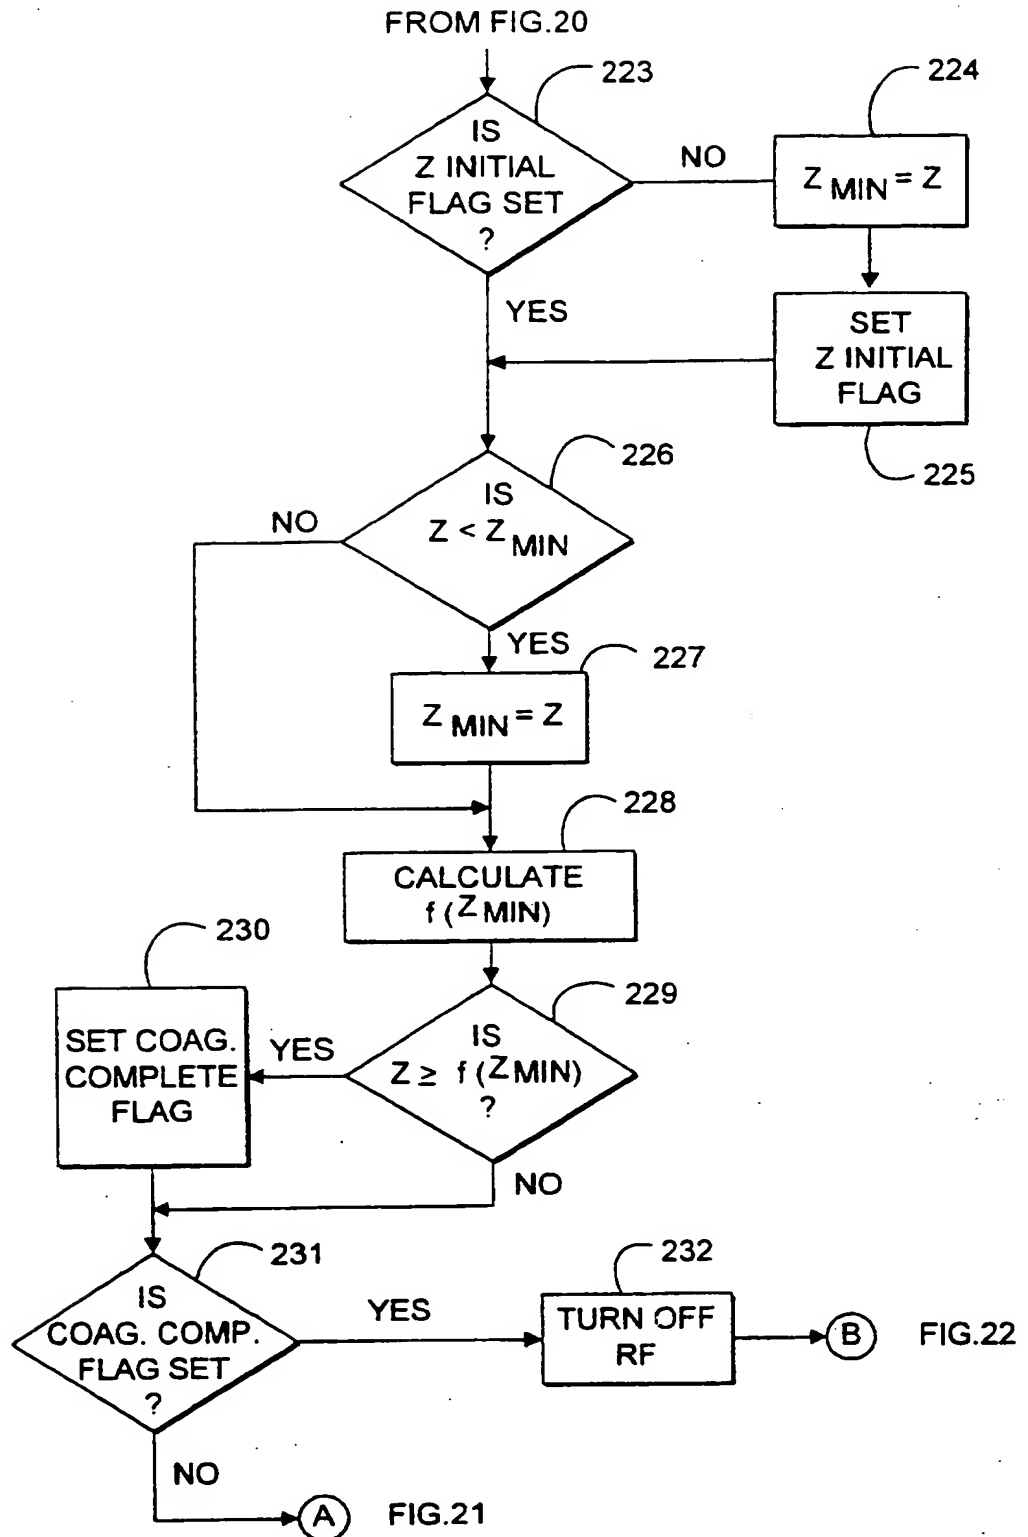 FROM FIG.20
223
224
IS
Z INITIAL
FLAG SET
?
NO
Z MIN = Z
YES
SET
Z INITIAL
FLAG
225
226
IS
Z < Z MIN
NO
YES
227
Z MIN = Z
228
CALCULATE
f (Z MIN)
230
229
SET COAG.
COMPLETE
FLAG
YES
IS
Z ≥ f (Z MIN)
?
NO
231
232
IS
COAG. COMP.
FLAG SET
?
YES
TURN OFF
RF
B
FIG.22
NO
A
FIG.21